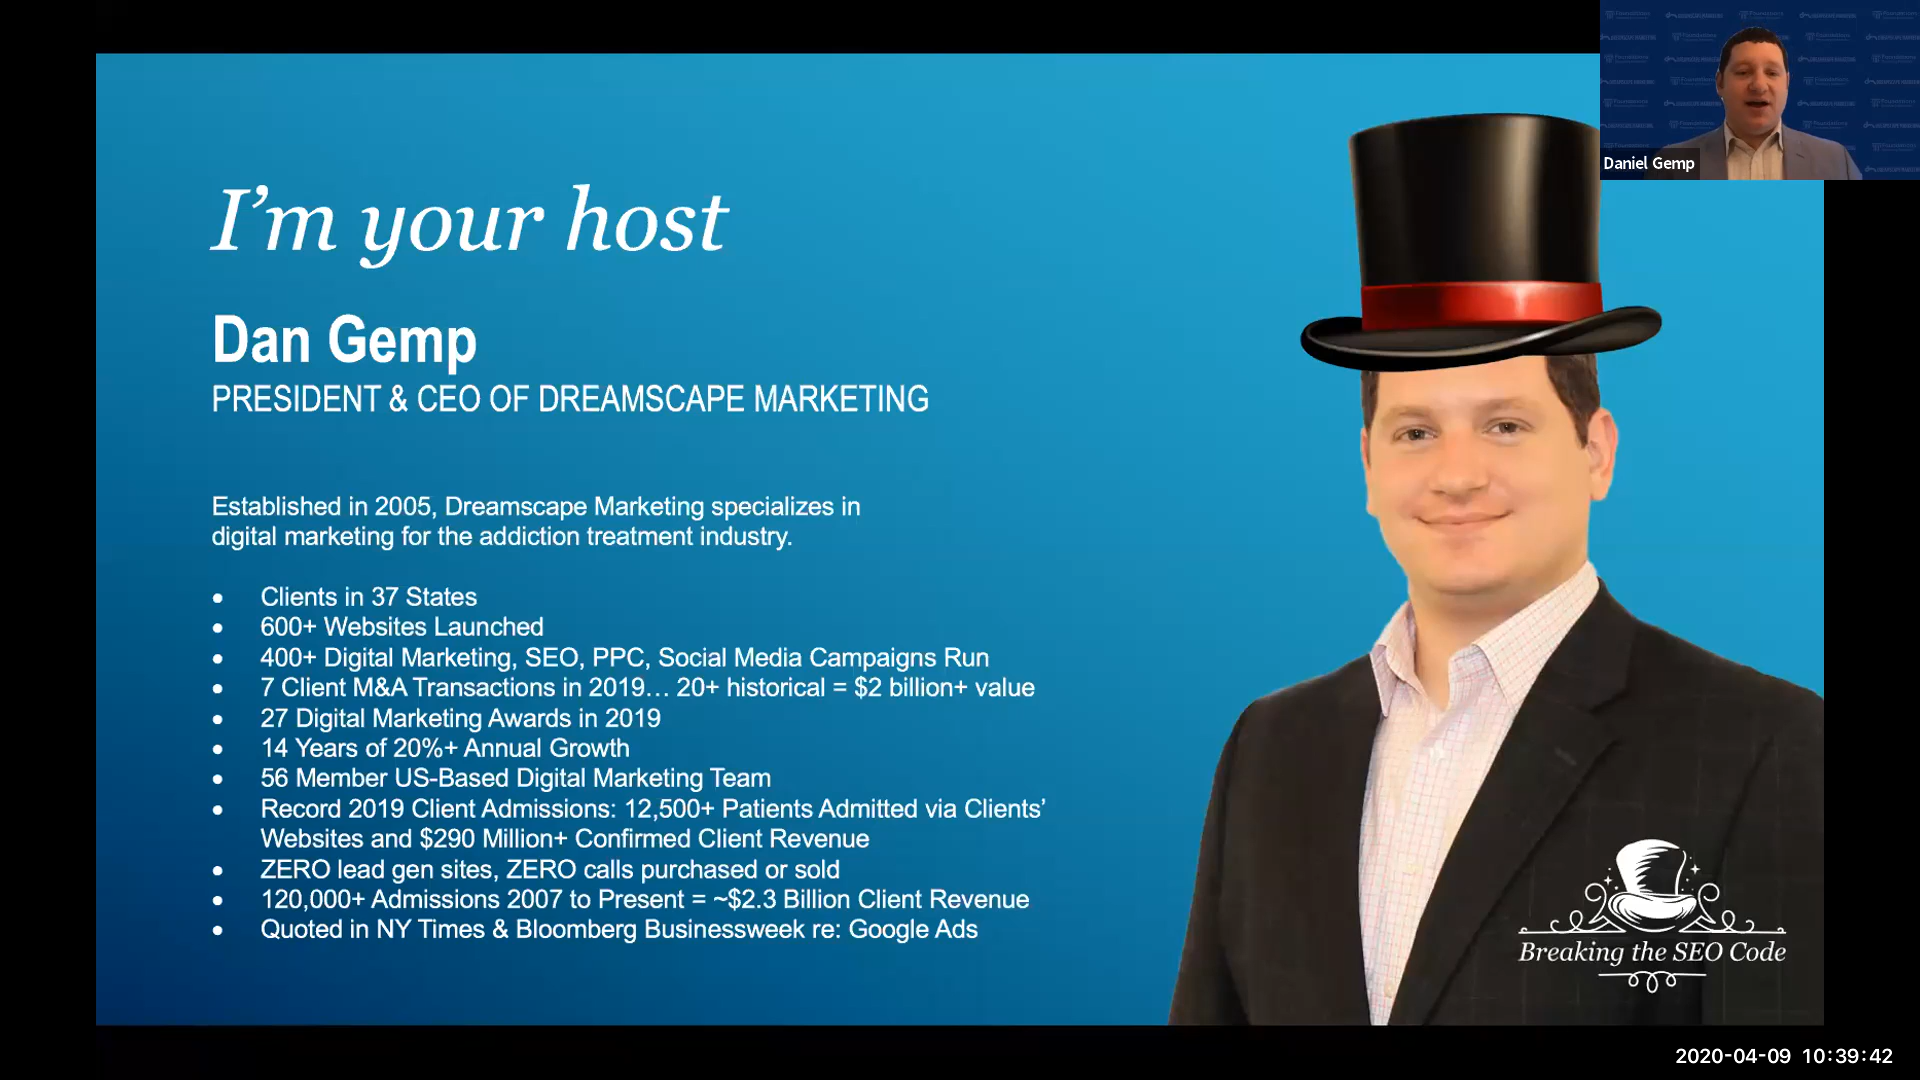 Daniel Gemp
I’m your host
Dan Gemp
PRESIDENT & CEO OF DREAMSCAPE MARKETING
Established in 2005, Dreamscape Marketing specializes in
digital marketing for the addiction treatment industry.
• Clients in 37 States
• 600+ Websites Launched
• 400+ Digital Marketing, SEO, PPC, Social Media Campaigns Run
• 7 Client M&A Transactions in 2019… 20+ historical = $2 billion+ value
• 27 Digital Marketing Awards in 2019
• 14 Years of 20%+ Annual Growth
• 56 Member US-Based Digital Marketing Team
• Record 2019 Client Admissions: 12,500+ Patients Admitted via Clients’
Websites and $290 Million+ Confirmed Client Revenue
• ZERO lead gen sites, ZERO calls purchased or sold
• 120,000+ Admissions 2007 to Present = ~$2.3 Billion Client Revenue
• Quoted in NY Times & Bloomberg Businessweek re: Google Ads
Breaking the SEO Code
2020-04-09 10:39:42